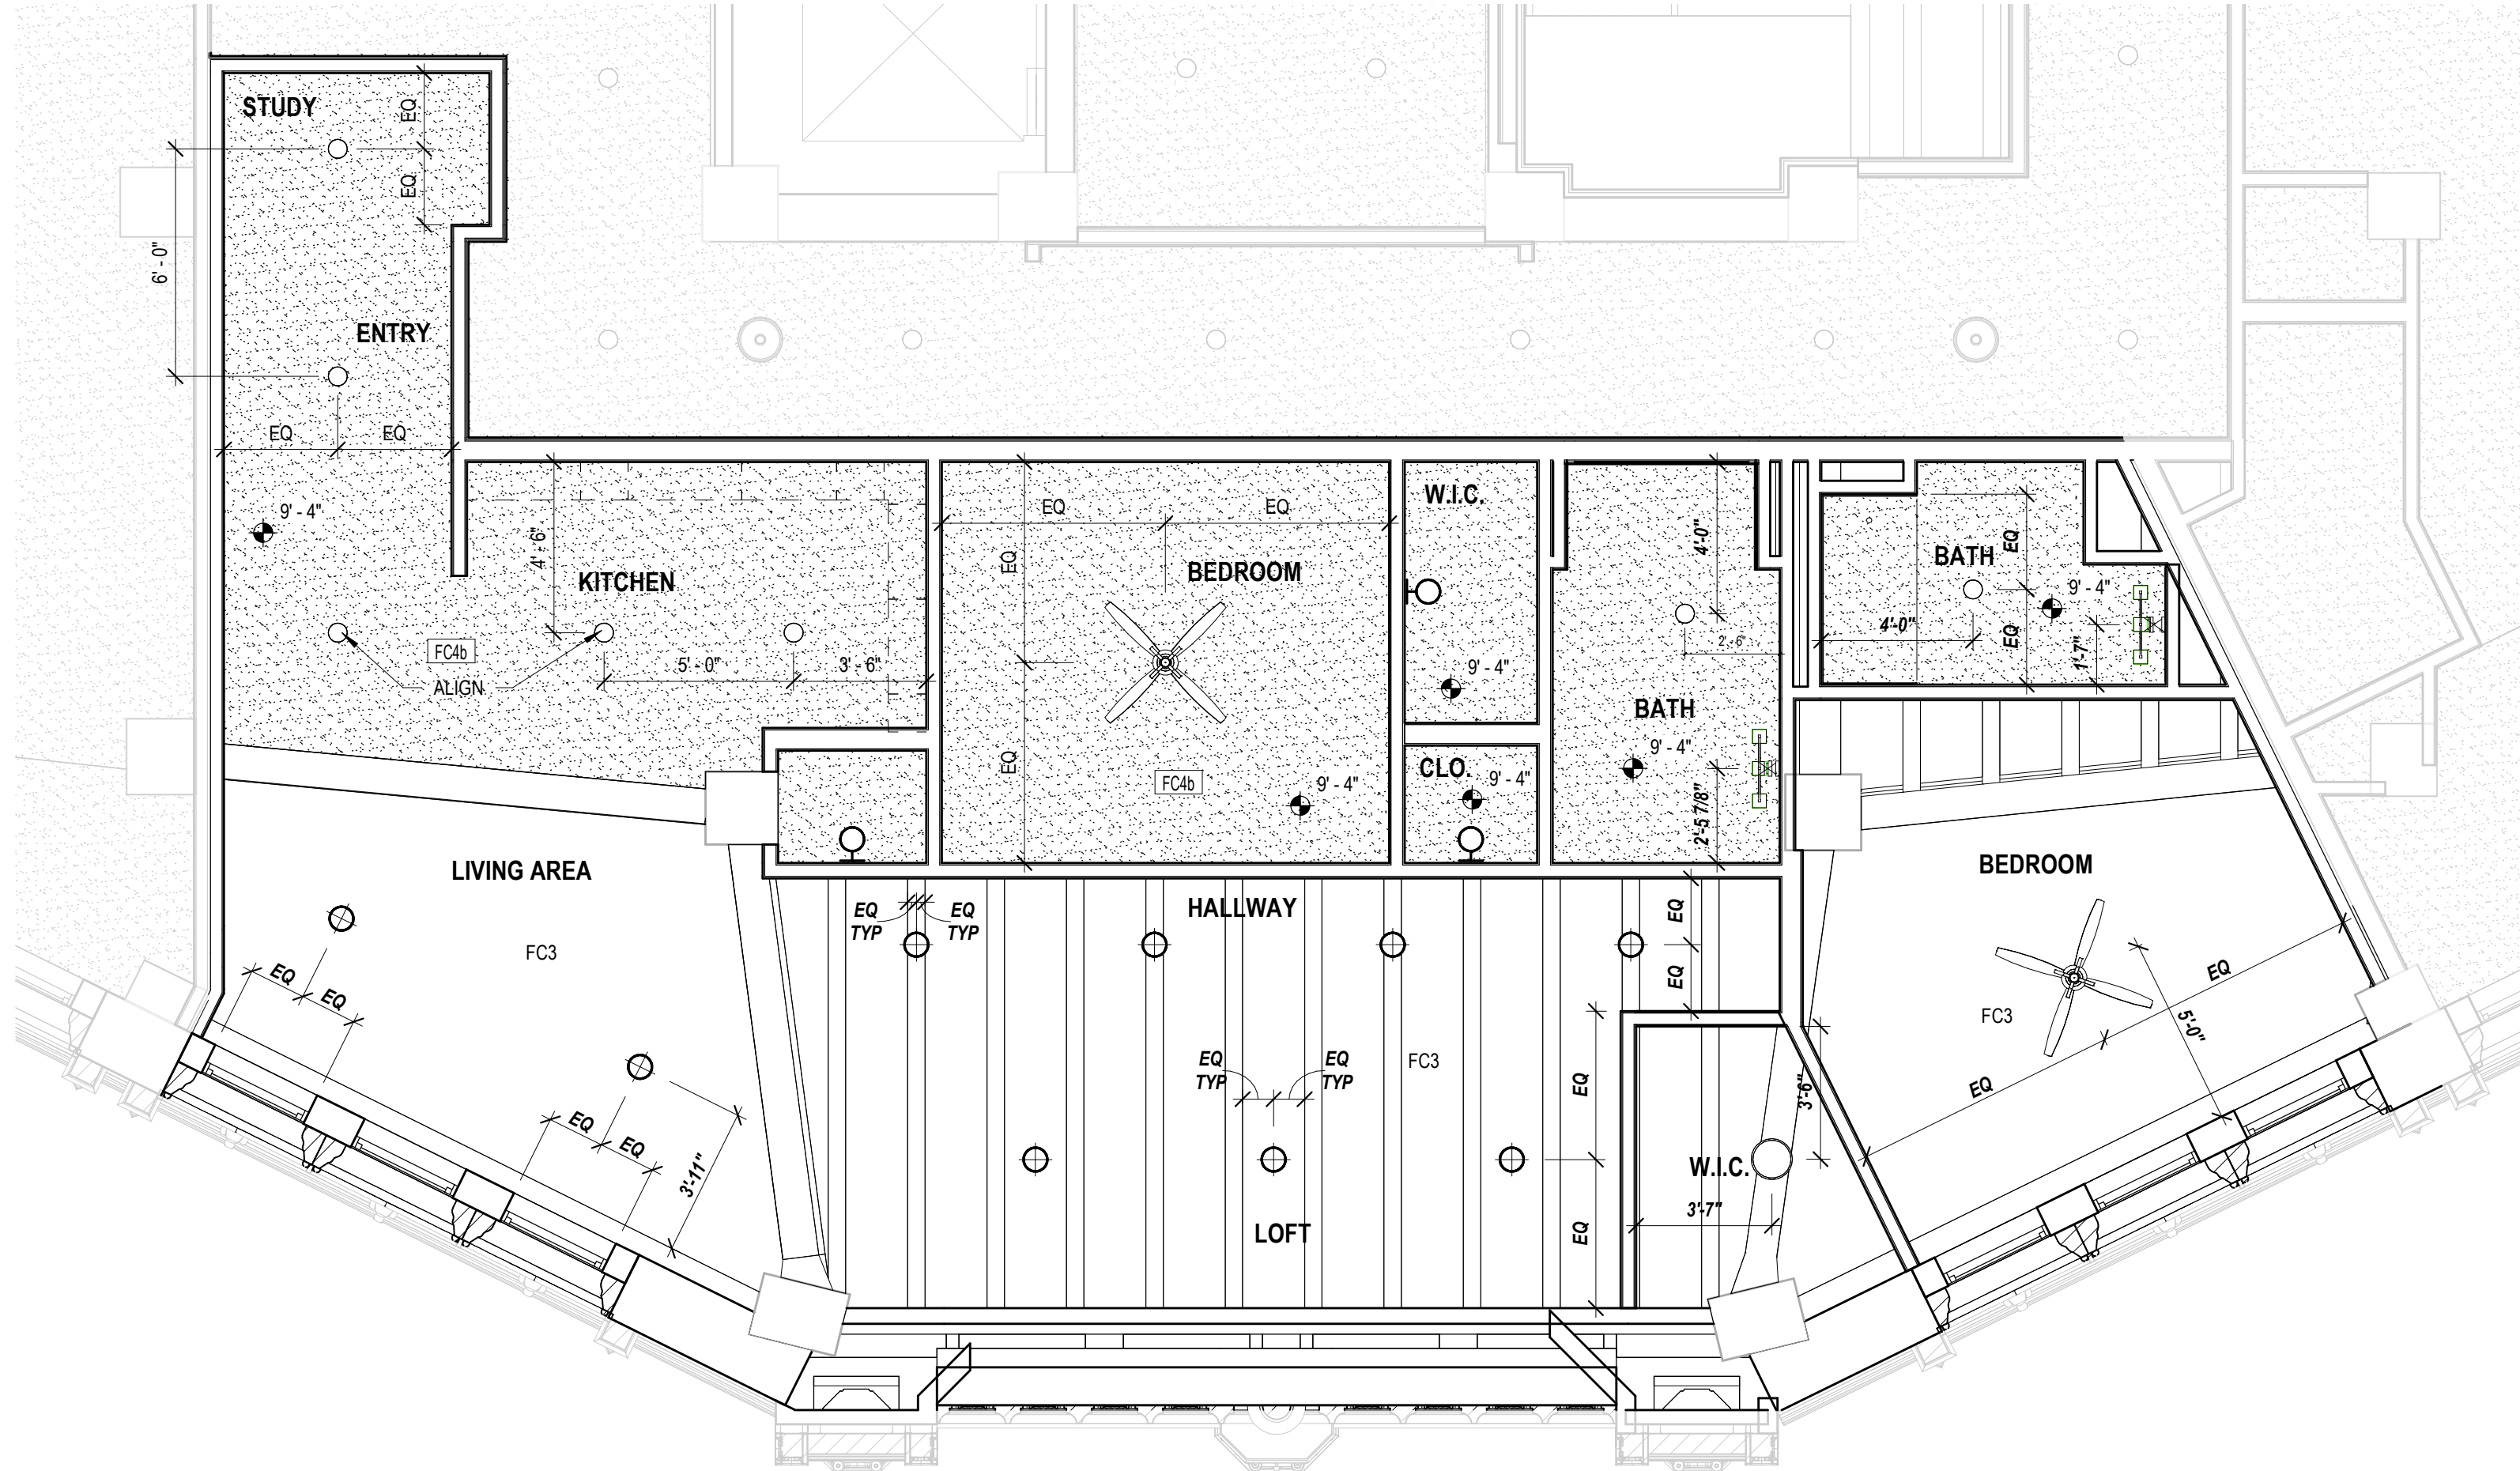 STUDY
EQ
EQ
6' - 0"
ENTRY
EQ
EQ
9' - 4"
4' - 6"
KITCHEN
FC4b
ALIGN
5' - 0"
3' - 6"
EQ
EQ
EQ
BEDROOM
EQ
FC4b
9' - 4"
W.I.C.
9' - 4"
CLO.
9' - 4"
4'-0"
2' - 6"
BATH
9' - 4"
2'-5 7/8"
BATH
EQ
9' - 4"
4'-0"
EQ
1'-7"
LIVING AREA
FC3
EQ
EQ
EQ
EQ
3'-11"
HALLWAY
EQ
TYP
EQ
TYP
EQ
EQ
EQ
TYP
EQ
TYP
FC3
EQ
EQ
LOFT
W.I.C.
3'-7"
3'-6"
BEDROOM
FC3
EQ
EQ
5'-0"